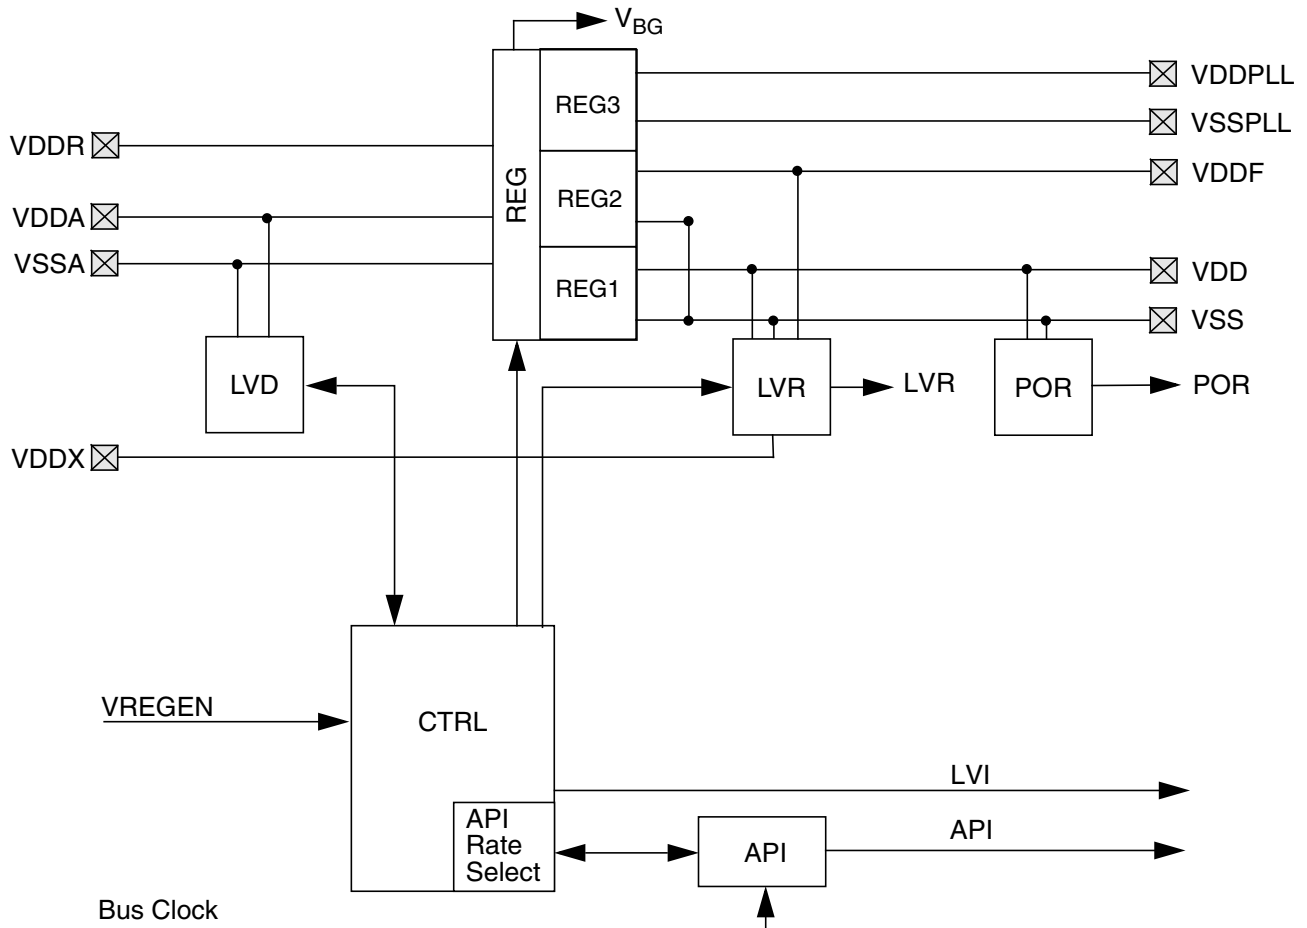 VBG
VDDPLL
REG3
VSSPLL
VDDR
VDDF
REG
REG2
VDDA
VSSA
VDD
REG1
VSS
LVD
LVR
LVR
POR
POR
VDDX
VREGEN
CTRL
LVI
API
Rate
Select
API
API
Bus Clock